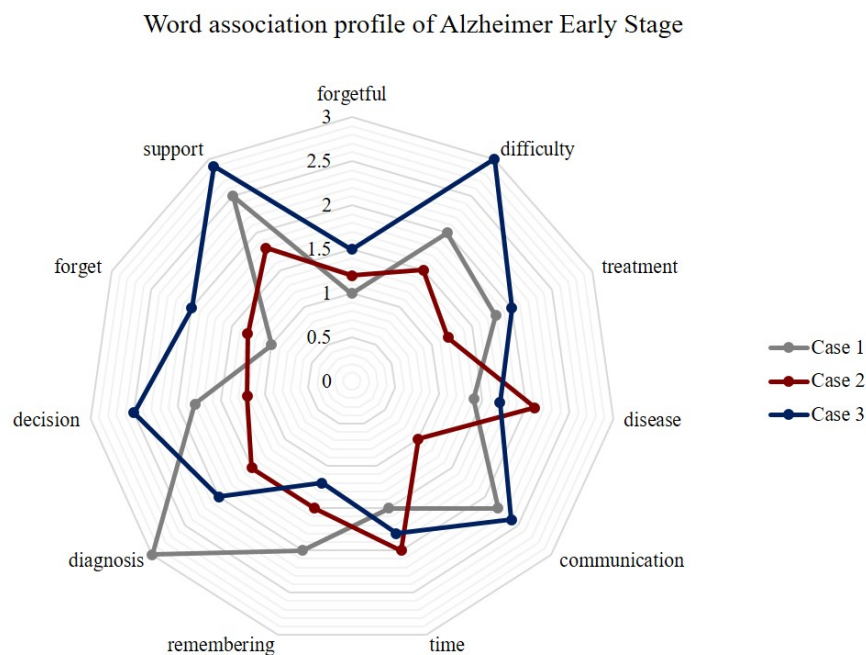 Word association profile of Alzheimer Early Stage
forgetful
3
support
difficulty
2.5
2
forget
treatment
1.5
1
0.5
Case 1
0
Case 2
decision
disease
Case 3
diagnosis
communication
remembering
time